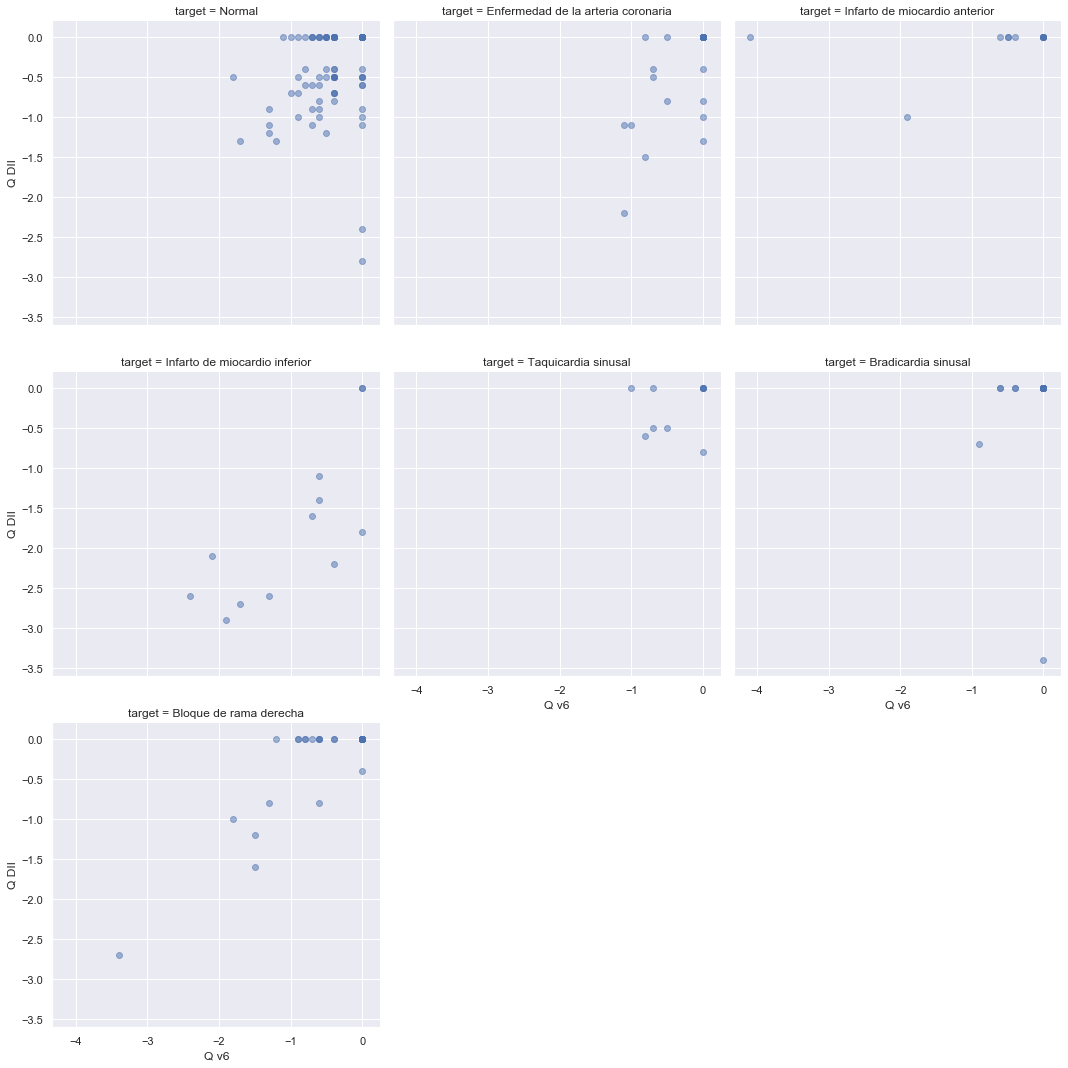 target = Normal
target = Enfermedad de la arteria coronaria
target = Infarto de miocardio anterior
0.0
−0.5
−1.0
−1.5
−2.0
−2.5
−3.0
−3.5
Q DII
target = Infarto de miocardio inferior
target = Taquicardia sinusal
target = Bradicardia sinusal
0.0
−0.5
−1.0
−1.5
−2.0
−2.5
−3.0
−3.5
Q DII
−4 −3 −2 −1 0
Q v6
−4 −3 −2 −1 0
Q v6
target = Bloque de rama derecha
0.0
−0.5
−1.0
−1.5
−2.0
−2.5
−3.0
−3.5
Q DII
−4 −3 −2 −1 0
Q v6